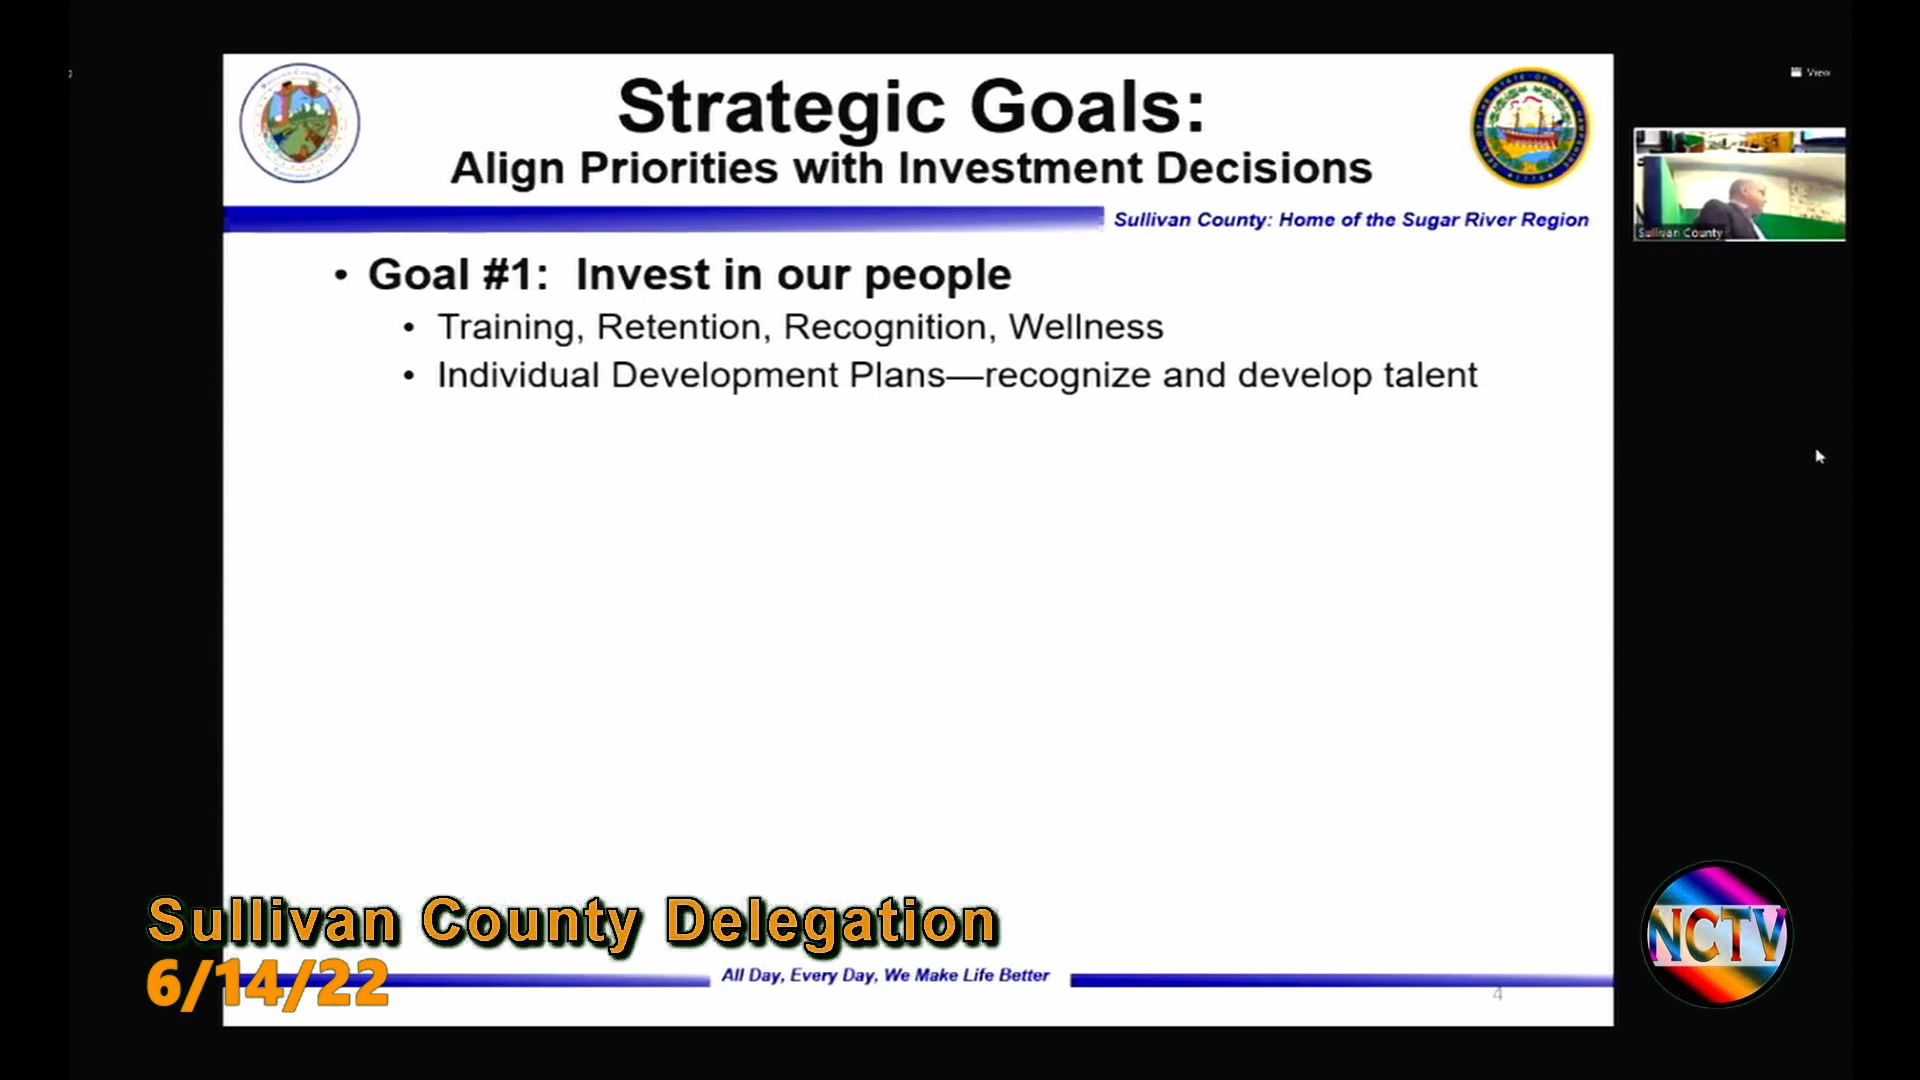 Strategic Goals:
Align Priorities with Investment Decisions
View
Sullivan County: Home of the Sugar River Region
Sullivan County
• Goal #1: Invest in our people
• Training, Retention, Recognition, Wellness
• Individual Development Plans—recognize and develop talent
Sullivan County Delegation
6/14/22
All Day, Every Day, We Make Life Better
4
NCTV